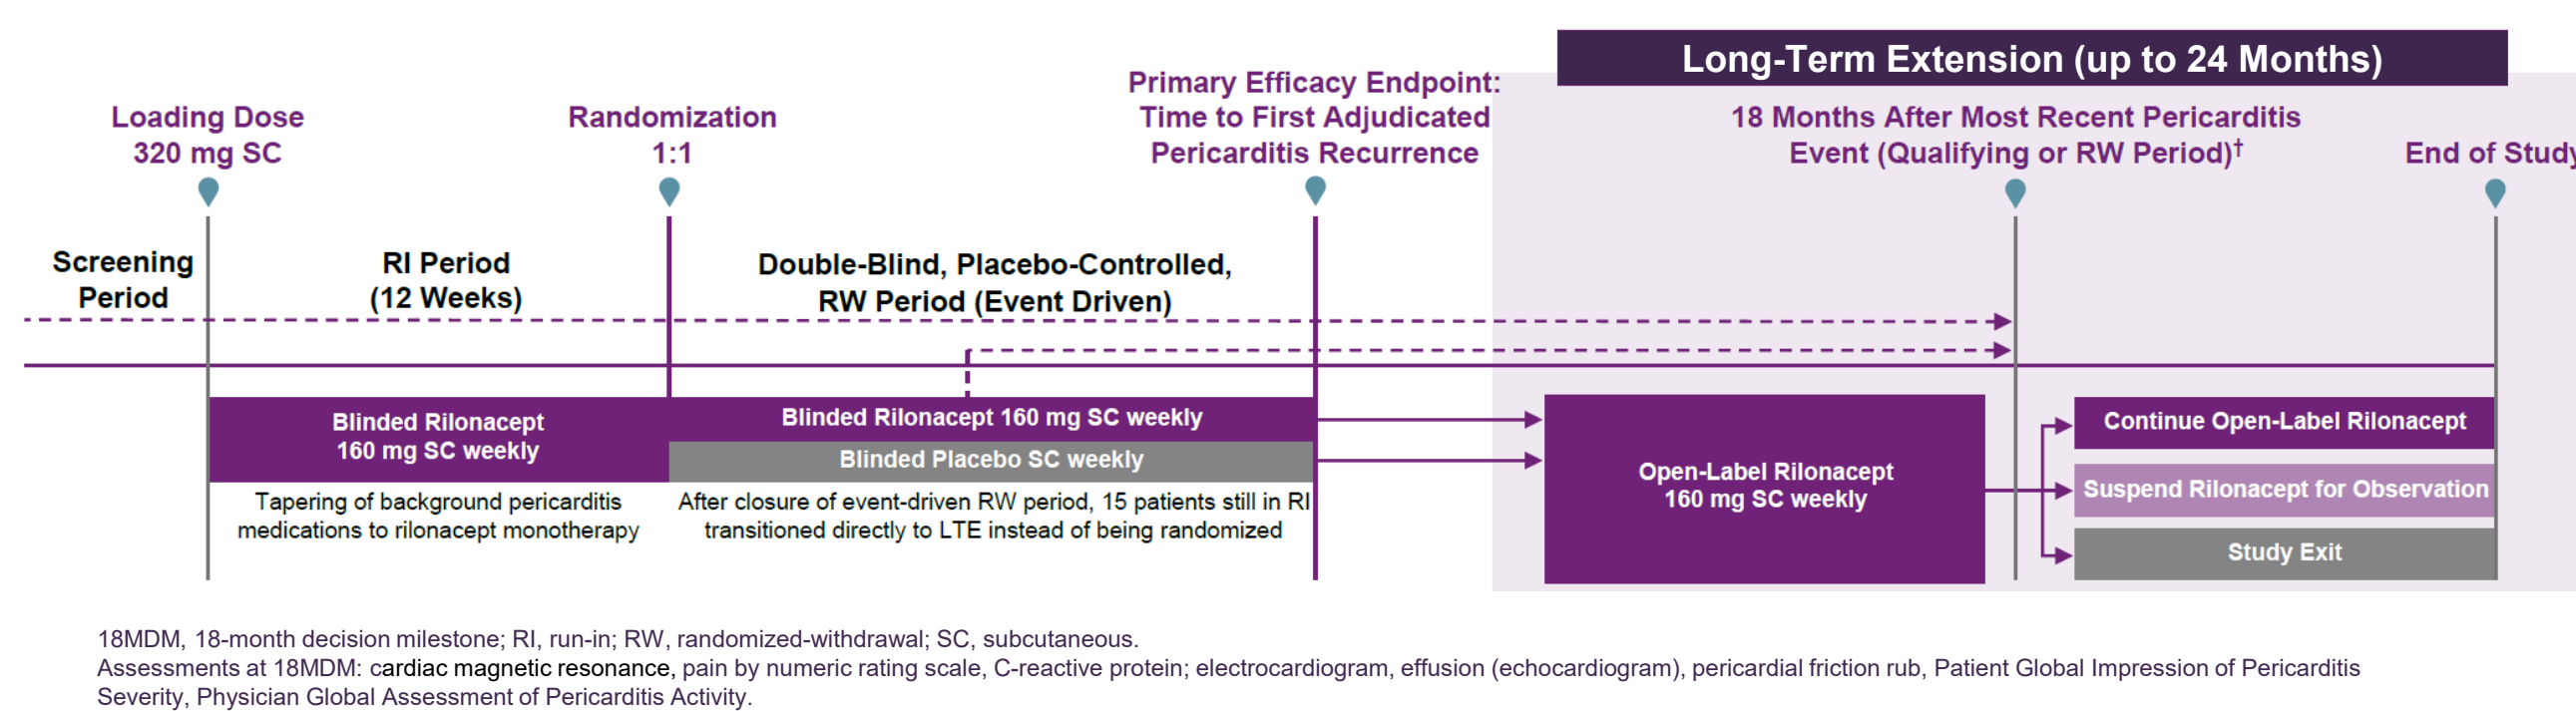 Long-Term Extension (up to 24 Months)
Loading Dose
320 mg SC
Randomization
1:1
Primary Efficacy Endpoint:
Time to First Adjudicated
Pericarditis Recurrence
18 Months After Most Recent Pericarditis
Event (Qualifying or RW Period)†
End of Study
Screening
Period
RI Period
(12 Weeks)
Double-Blind, Placebo-Controlled,
RW Period (Event Driven)
Blinded Rilonacept
160 mg SC weekly
Blinded Rilonacept 160 mg SC weekly
Blinded Placebo SC weekly
Tapering of background pericarditis
medications to rilonacept monotherapy
After closure of event-driven RW period, 15 patients still in RI
transitioned directly to LTE instead of being randomized
Open-Label Rilonacept
160 mg SC weekly
Continue Open-Label Rilonacept
Suspend Rilonacept for Observation
Study Exit
18MDM, 18-month decision milestone; RI, run-in; RW, randomized-withdrawal; SC, subcutaneous.
Assessments at 18MDM: cardiac magnetic resonance, pain by numeric rating scale, C-reactive protein; electrocardiogram, effusion (echocardiogram), pericardial friction rub, Patient Global Impression of Pericarditis
Severity, Physician Global Assessment of Pericarditis Activity.